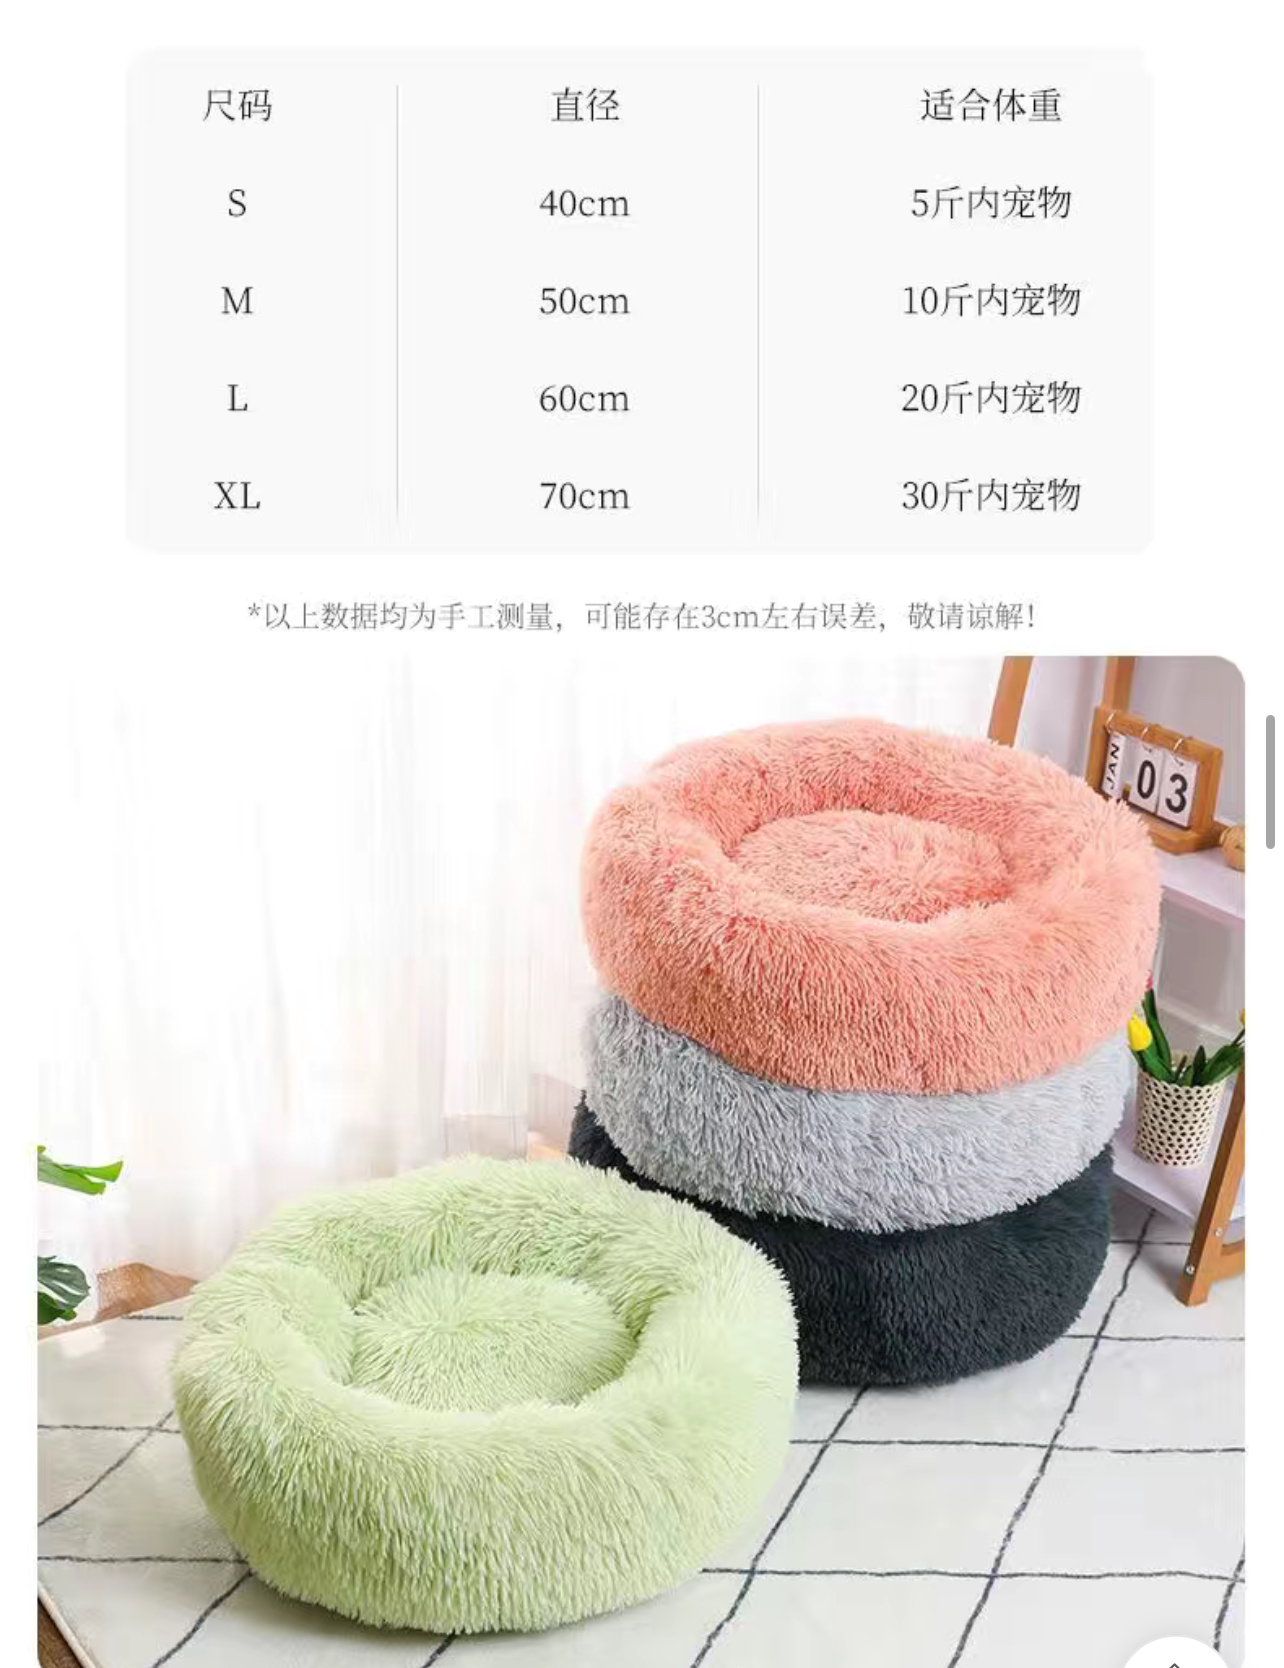 尺码 直径 适合体重
S 40cm 5斤内宠物
M 50cm 10斤内宠物
L 60cm 20斤内宠物
XL 70cm 30斤内宠物
*以上数据均为手工测量，可能存在3cm左右误差，敬请谅解！
JAN 03